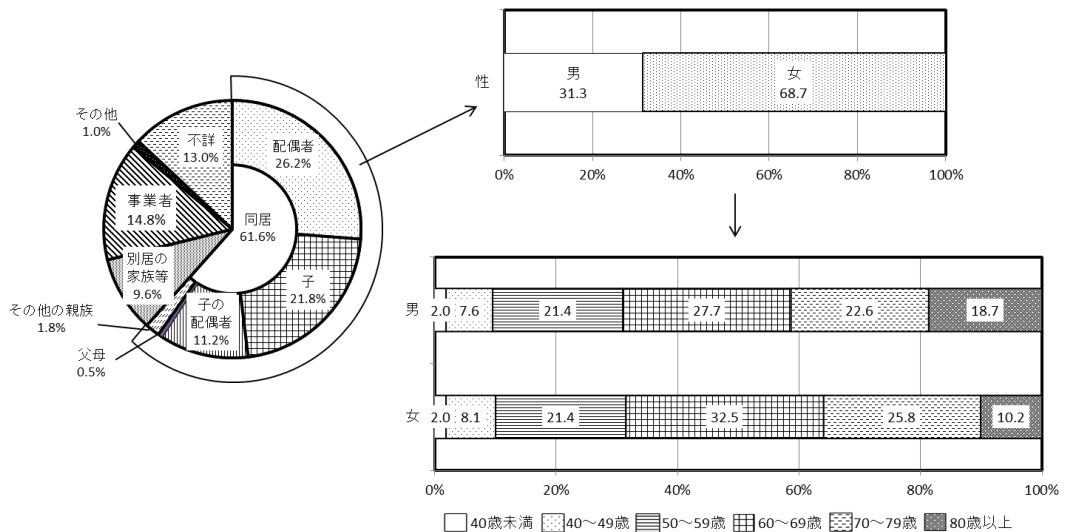 その他
1.0%
不詳
13.0%
配偶者
26.2%
事業者
14.8%
同居
61.6%
別居の
家族等
9.6%
子
21.8%
子の
配偶者
11.2%
その他の親族
1.8%
父母
0.5%
性
男
31.3
女
68.7
0%
20%
40%
60%
80%
100%
男
2.0
7.6
21.4
27.7
22.6
18.7
女
2.0
8.1
21.4
32.5
25.8
10.2
0%
20%
40%
60%
80%
100%
40歳未満
40～49歳
50～59歳
60～69歳
70～79歳
80歳以上